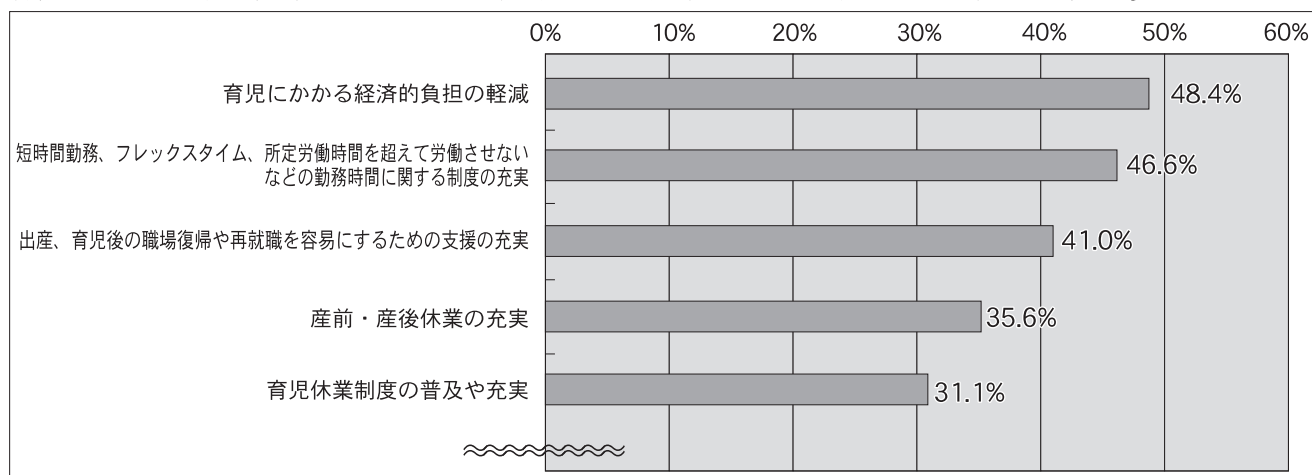 0% 10% 20% 30% 40% 50% 60%
育児にかかる経済的負担の軽減
48.4%
短時間勤務、フレックスタイム、所定労働時間を超えて労働させない
などの勤務時間に関する制度の充実
46.6%
出産、育児後の職場復帰や再就職を容易にするための支援の充実
41.0%
産前・産後休業の充実
35.6%
育児休業制度の普及や充実
31.1%